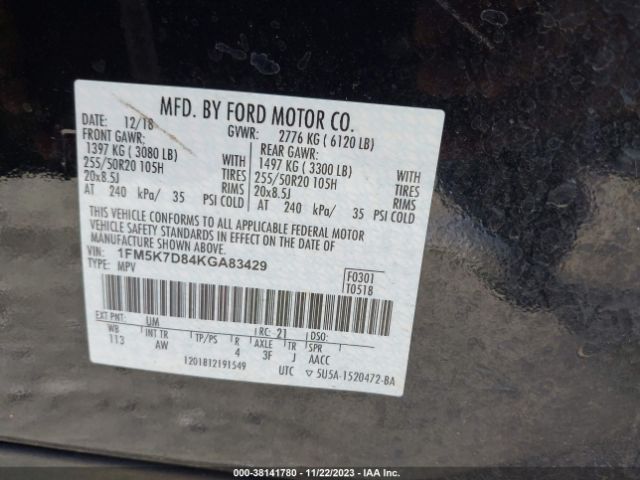 MFD. BY FORD MOTOR CO.
DATE: 12/18 GVWR: 2776 KG ( 6120 LB)
FRONT GAWR: REAR GAWR:
1397 KG ( 3080 LB) WITH 1497 KG ( 3300 LB) WITH
255/50R20 105H TIRES 255/50R20 105H TIRES
20x8.5J RIMS 20x8.5J RIMS
AT 240 kPa/ 35 PSI COLD AT 240 kPa/ 35 PSI COLD
THIS VEHICLE CONFORMS TO ALL APPLICABLE FEDERAL MOTOR
VEHICLE SAFETY AND THEFT PREVENTION STANDARDS IN EFFECT
ON THE DATE OF MANUFACTURE SHOWN ABOVE.
VIN: 1FM5K7D84KGA83429
TYPE: MPV
F0301
T0518
EXT PNT: UM RC: 21 DSO:
WB INT TR TP/PS R AXLE TR SPR
113 AW 4 3F J AACC
1201812191549 UTC ▽ 5U5A-1520472-BA
000-38141780 - 11/22/2023 - IAA Inc.